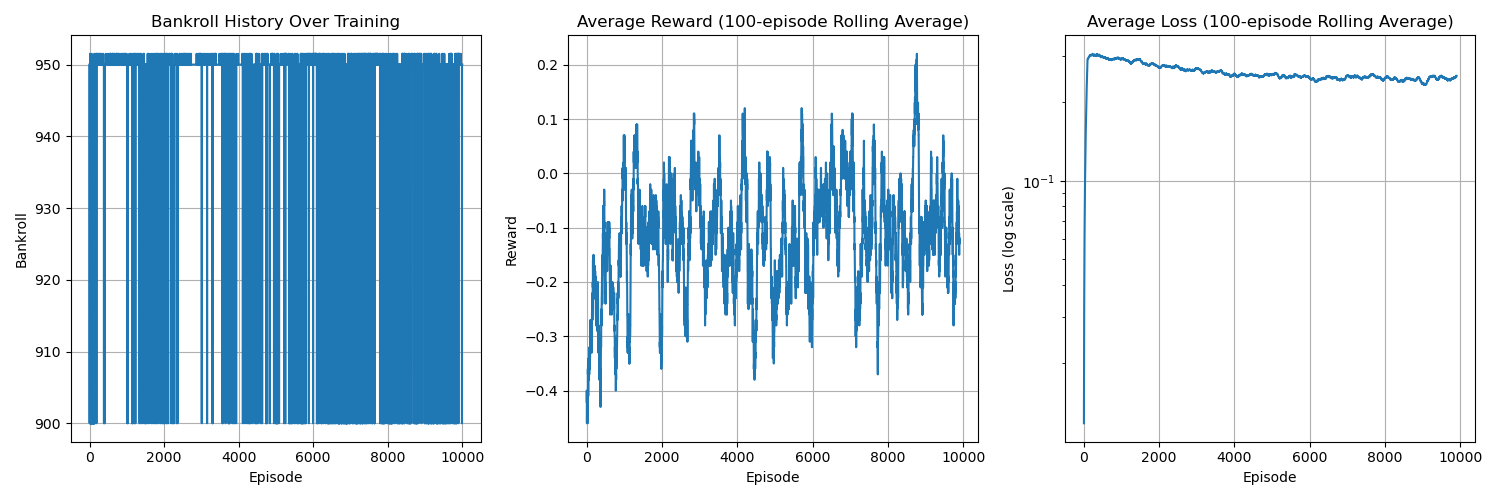 Bankroll History Over Training
Bankroll
950
940
930
920
910
900
0 2000 4000 6000 8000 10000
Episode
Average Reward (100-episode Rolling Average)
Reward
0.2
0.1
0.0
−0.1
−0.2
−0.3
−0.4
0 2000 4000 6000 8000 10000
Episode
Average Loss (100-episode Rolling Average)
Loss (log scale)
10⁻¹
0 2000 4000 6000 8000 10000
Episode